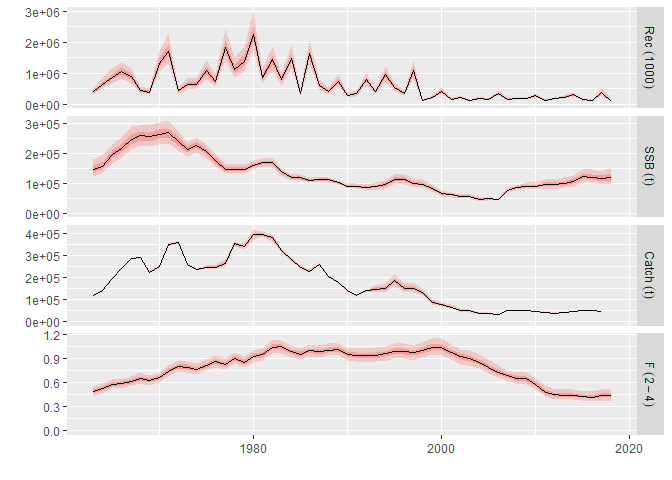 3e+06
2e+06
1e+06
0e+00
Rec (1000)
3e+05
2e+05
1e+05
0e+00
SSB (t)
4e+05
3e+05
2e+05
1e+05
0e+00
Catch (t)
1.2
0.9
0.6
0.3
0.0
F (2 − 4)
1980
2000
2020